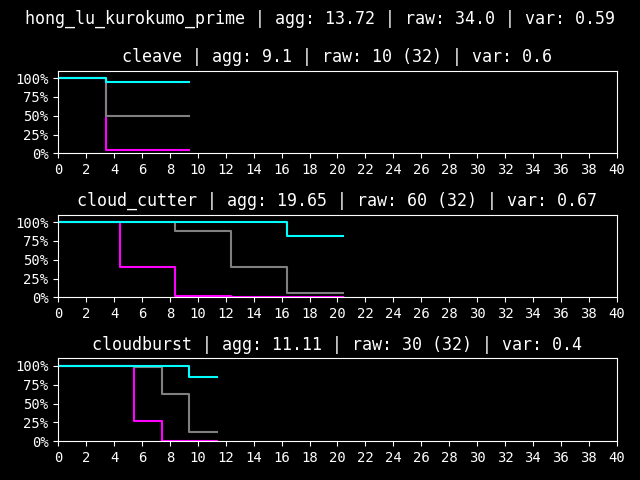 hong_lu_kurokumo_prime | agg: 13.72 | raw: 34.0 | var: 0.59
cleave | agg: 9.1 | raw: 10 (32) | var: 0.6
100%
75%
50%
25%
0%
0 2 4 6 8 10 12 14 16 18 20 22 24 26 28 30 32 34 36 38 40
cloud_cutter | agg: 19.65 | raw: 60 (32) | var: 0.67
100%
75%
50%
25%
0%
0 2 4 6 8 10 12 14 16 18 20 22 24 26 28 30 32 34 36 38 40
cloudburst | agg: 11.11 | raw: 30 (32) | var: 0.4
100%
75%
50%
25%
0%
0 2 4 6 8 10 12 14 16 18 20 22 24 26 28 30 32 34 36 38 40